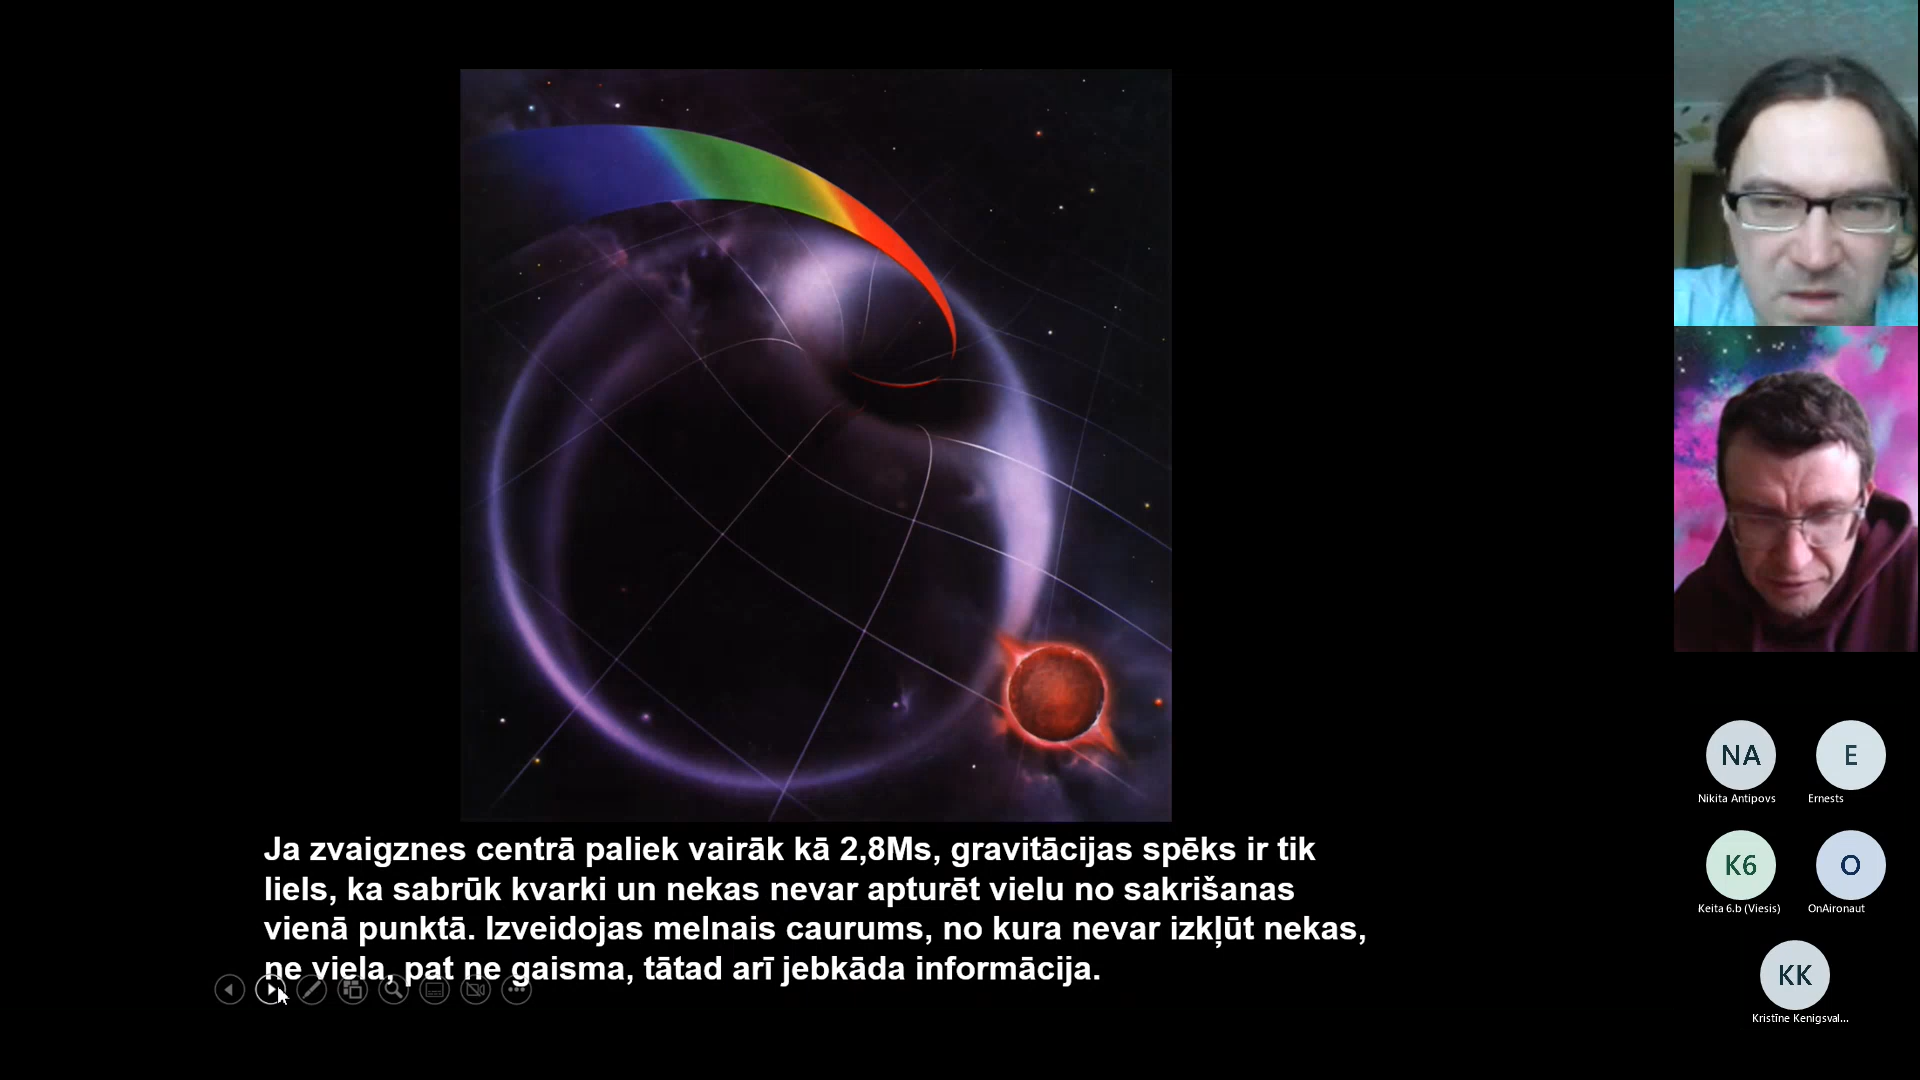 Ja zvaigznes centrā paliek vairāk kā 2,8Ms, gravitācijas spēks ir tik
liels, ka sabrūk kvarki un nekas nevar apturēt vielu no sakrišanas
vienā punktā. Izveidojas melnais caurums, no kura nevar izkļūt nekas,
ne viela, pat ne gaisma, tātad arī jebkāda informācija.
NA
E
Nikita Antipovs
Ernests
K6
O
Keita 6.b (Viesis)
OnAironaut
KK
Kristīne Kenigsval...